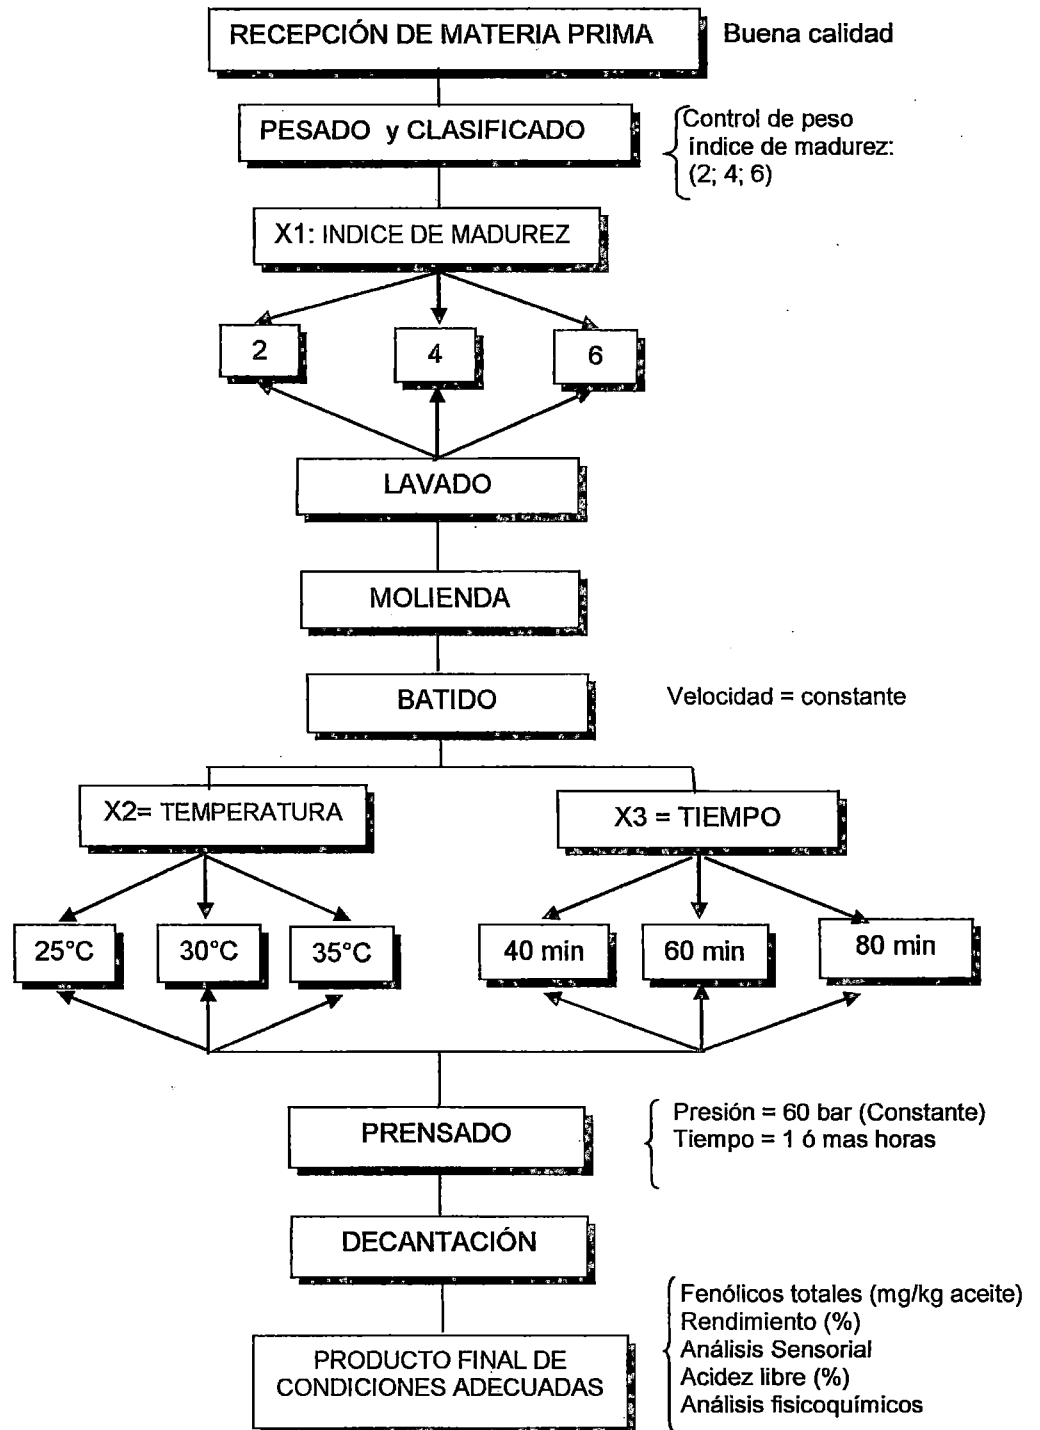 RECEPCIÓN DE MATERIA PRIMA
Buena calidad
PESADO y CLASIFICADO
Control de peso
índice de madurez:
(2; 4; 6)
X1: INDICE DE MADUREZ
2
4
6
LAVADO
MOLIENDA
BATIDO
Velocidad = constante
X2= TEMPERATURA
X3 = TIEMPO
25°C
30°C
35°C
40 min
60 min
80 min
PRENSADO
Presión = 60 bar (Constante)
Tiempo = 1 ó mas horas
DECANTACIÓN
Fenólicos totales (mg/kg aceite)
Rendimiento (%)
Análisis Sensorial
Acidez libre (%)
Análisis fisicoquímicos
PRODUCTO FINAL DE
CONDICIONES ADECUADAS